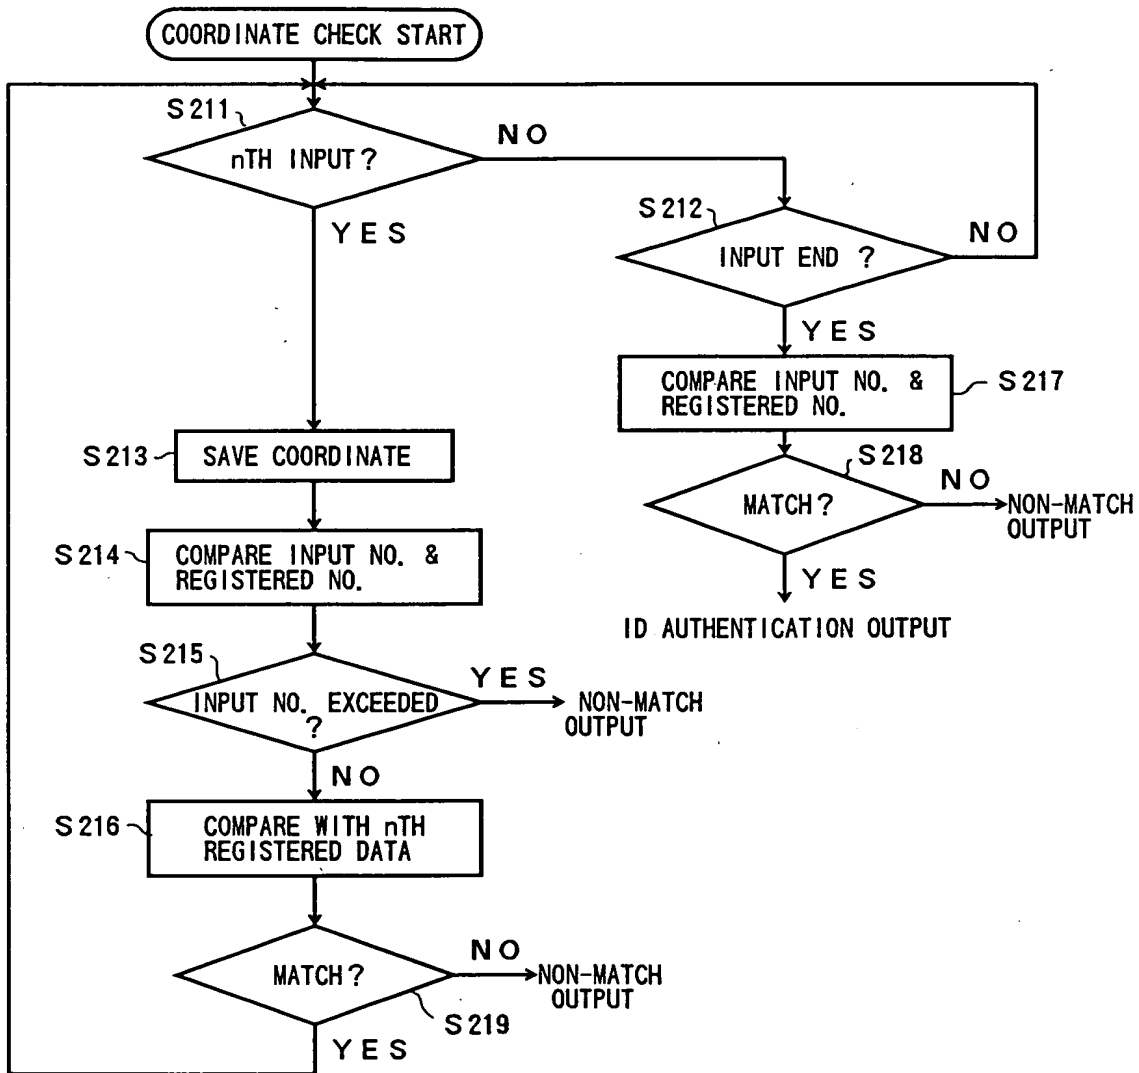 COORDINATE CHECK START
S211
nTH INPUT?
NO
YES
S212
INPUT END ?
NO
YES
COMPARE INPUT NO. &
REGISTERED NO.
S217
S213
SAVE COORDINATE
S218
MATCH?
NO
NON-MATCH
OUTPUT
YES
ID AUTHENTICATION OUTPUT
S214
COMPARE INPUT NO. &
REGISTERED NO.
S215
INPUT NO. EXCEEDED
?
YES
NON-MATCH
OUTPUT
NO
S216
COMPARE WITH nTH
REGISTERED DATA
MATCH?
NO
NON-MATCH
OUTPUT
S219
YES